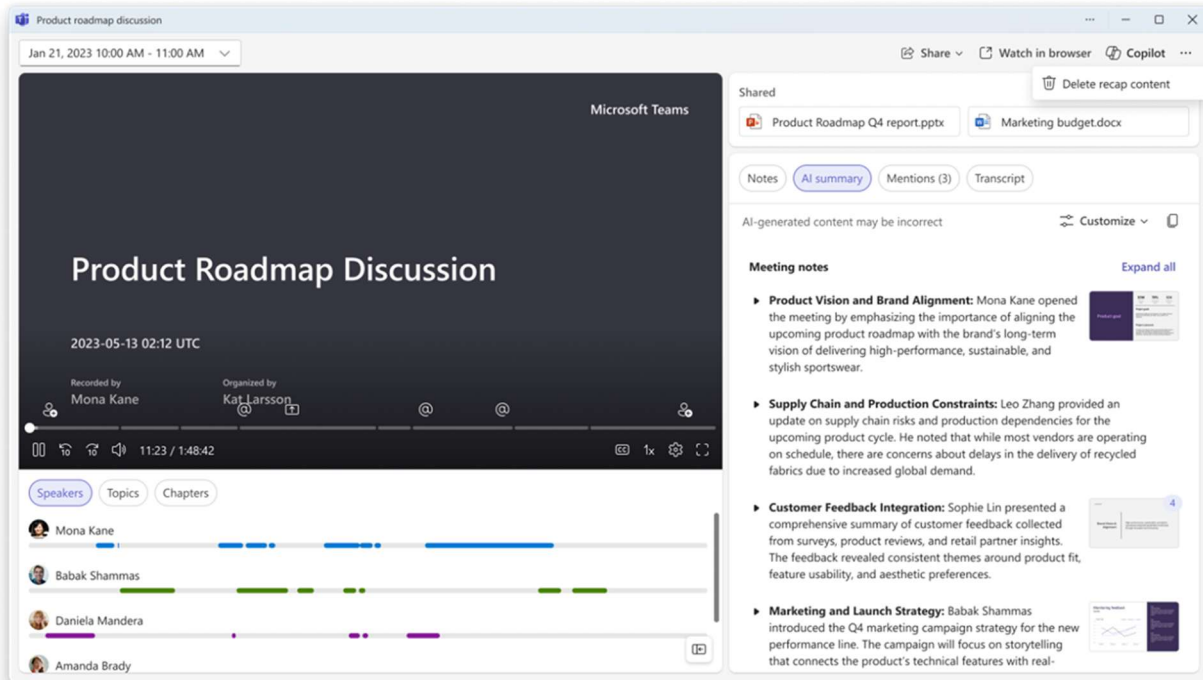 Product roadmap discussion
Jan 21, 2023 10:00 AM - 11:00 AM
Share
Watch in browser
Copilot
Delete recap content
Microsoft Teams
Product Roadmap Discussion
2023-05-13 02:12 UTC
Recorded by
Mona Kane
Organized by
Kat Larsson
11:23 / 1:48:42
CC
1x
Speakers
Topics
Chapters
Mona Kane
Babak Shammas
Daniela Mandera
Amanda Brady
Shared
Product Roadmap Q4 report.pptx
Marketing budget.docx
Notes
AI summary
Mentions (3)
Transcript
AI-generated content may be incorrect
Customize
Meeting notes
Expand all
Product Vision and Brand Alignment: Mona Kane opened
the meeting by emphasizing the importance of aligning the
upcoming product roadmap with the brand's long-term
vision of delivering high-performance, sustainable, and
stylish sportswear.
Product goal
Supply Chain and Production Constraints: Leo Zhang provided an
update on supply chain risks and production dependencies for the
upcoming product cycle. He noted that while most vendors are operating
on schedule, there are concerns about delays in the delivery of recycled
fabrics due to increased global demand.
Customer Feedback Integration: Sophie Lin presented a
comprehensive summary of customer feedback collected
from surveys, product reviews, and retail partner insights.
The feedback revealed consistent themes around product fit,
feature usability, and aesthetic preferences.
4
Marketing and Launch Strategy: Babak Shammas
introduced the Q4 marketing campaign strategy for the new
performance line. The campaign will focus on storytelling
that connects the product's technical features with real-